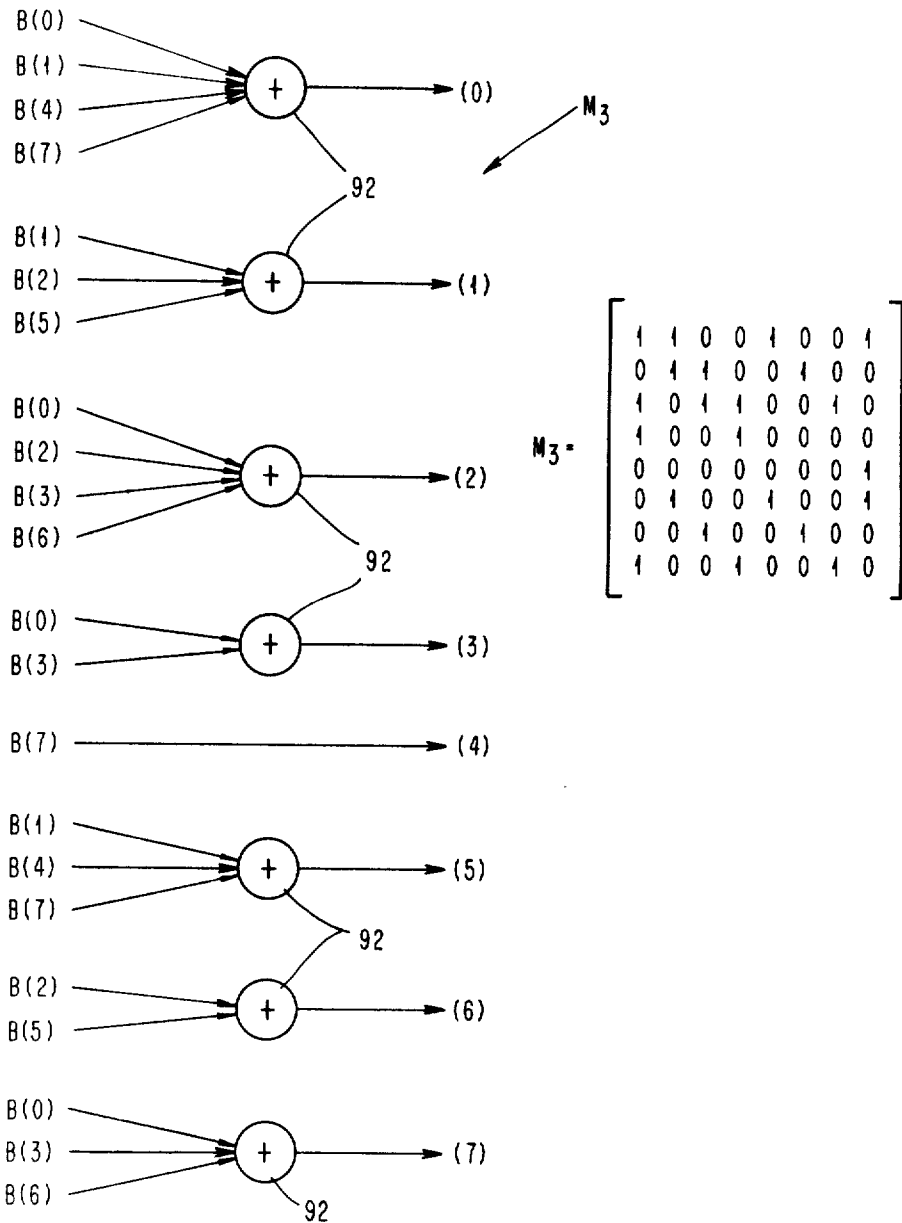 B(0)
B(1)
B(4)
B(7)
+
(0)
M3
92
B(1)
B(2)
B(5)
+
(1)
B(0)
B(2)
B(3)
B(6)
+
(2)
92
B(0)
B(3)
+
(3)
B(7)
(4)
B(1)
B(4)
B(7)
+
(5)
92
B(2)
B(5)
+
(6)
B(0)
B(3)
B(6)
+
(7)
92
M3=
1 1 0 0 1 0 0 1
0 1 1 0 0 1 0 0
1 0 1 1 0 0 1 0
1 0 0 1 0 0 0 0
0 0 0 0 0 0 0 1
0 1 0 0 1 0 0 1
0 0 1 0 0 1 0 0
1 0 0 1 0 0 1 0